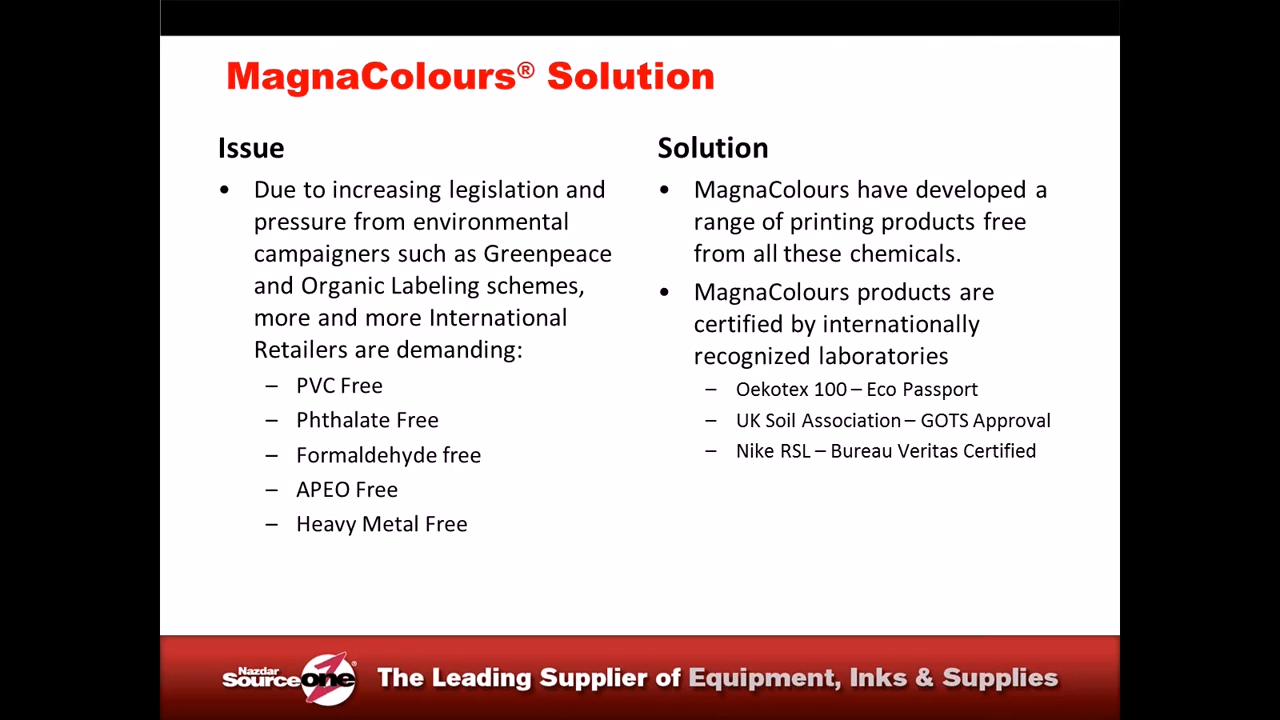 MagnaColours® Solution
Issue
• Due to increasing legislation and
pressure from environmental
campaigners such as Greenpeace
and Organic Labeling schemes,
more and more International
Retailers are demanding:
– PVC Free
– Phthalate Free
– Formaldehyde free
– APEO Free
– Heavy Metal Free
Solution
• MagnaColours have developed a
range of printing products free
from all these chemicals.
• MagnaColours products are
certified by internationally
recognized laboratories
– Oekotex 100 – Eco Passport
– UK Soil Association – GOTS Approval
– Nike RSL – Bureau Veritas Certified
Nazdar
sourceone®
The Leading Supplier of Equipment, Inks & Supplies